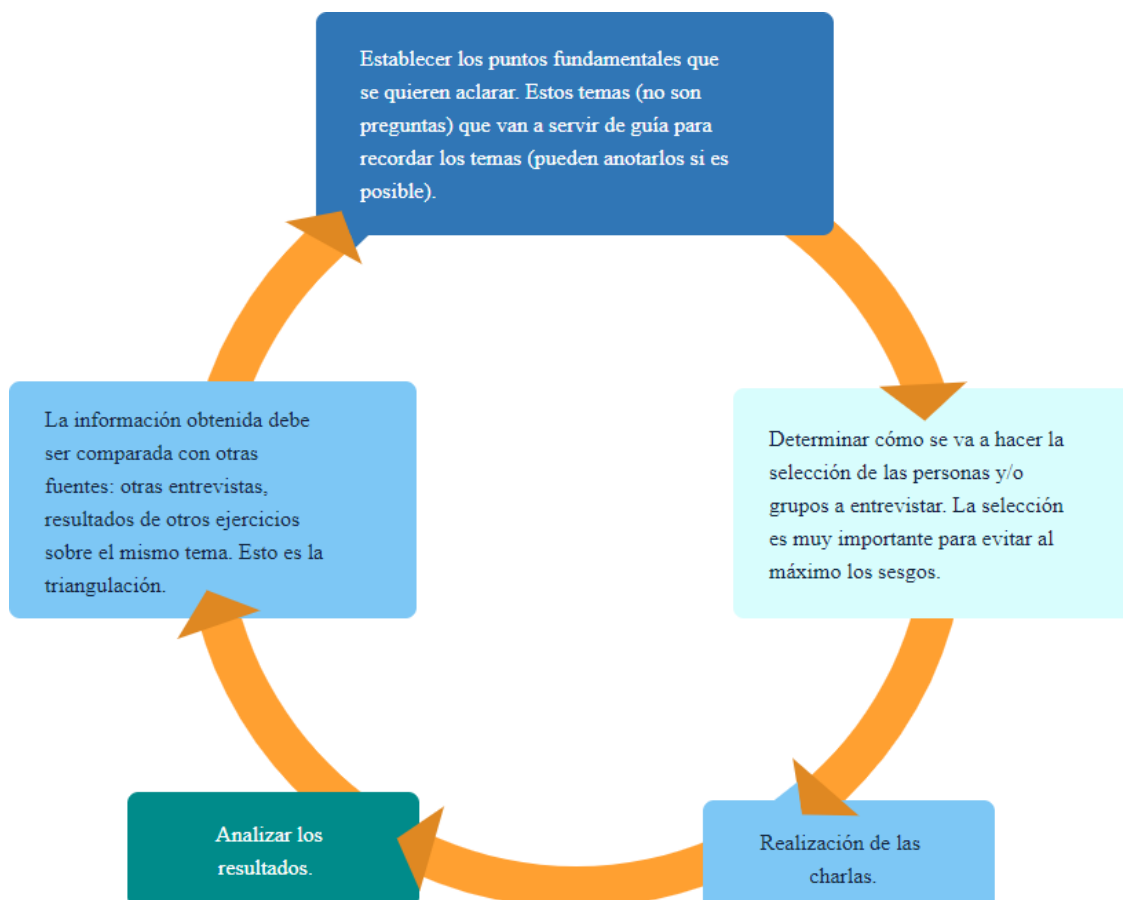 Establecer los puntos fundamentales que
se quieren aclarar. Estos temas (no son
preguntas) que van a servir de guía para
recordar los temas (pueden anotarlos si es
posible).
Determinar cómo se va a hacer la
selección de las personas y/o
grupos a entrevistar. La selección
es muy importante para evitar al
máximo los sesgos.
Realización de las
charlas.
Analizar los
resultados.
La información obtenida debe
ser comparada con otras
fuentes: otras entrevistas,
resultados de otros ejercicios
sobre el mismo tema. Esto es la
triangulación.